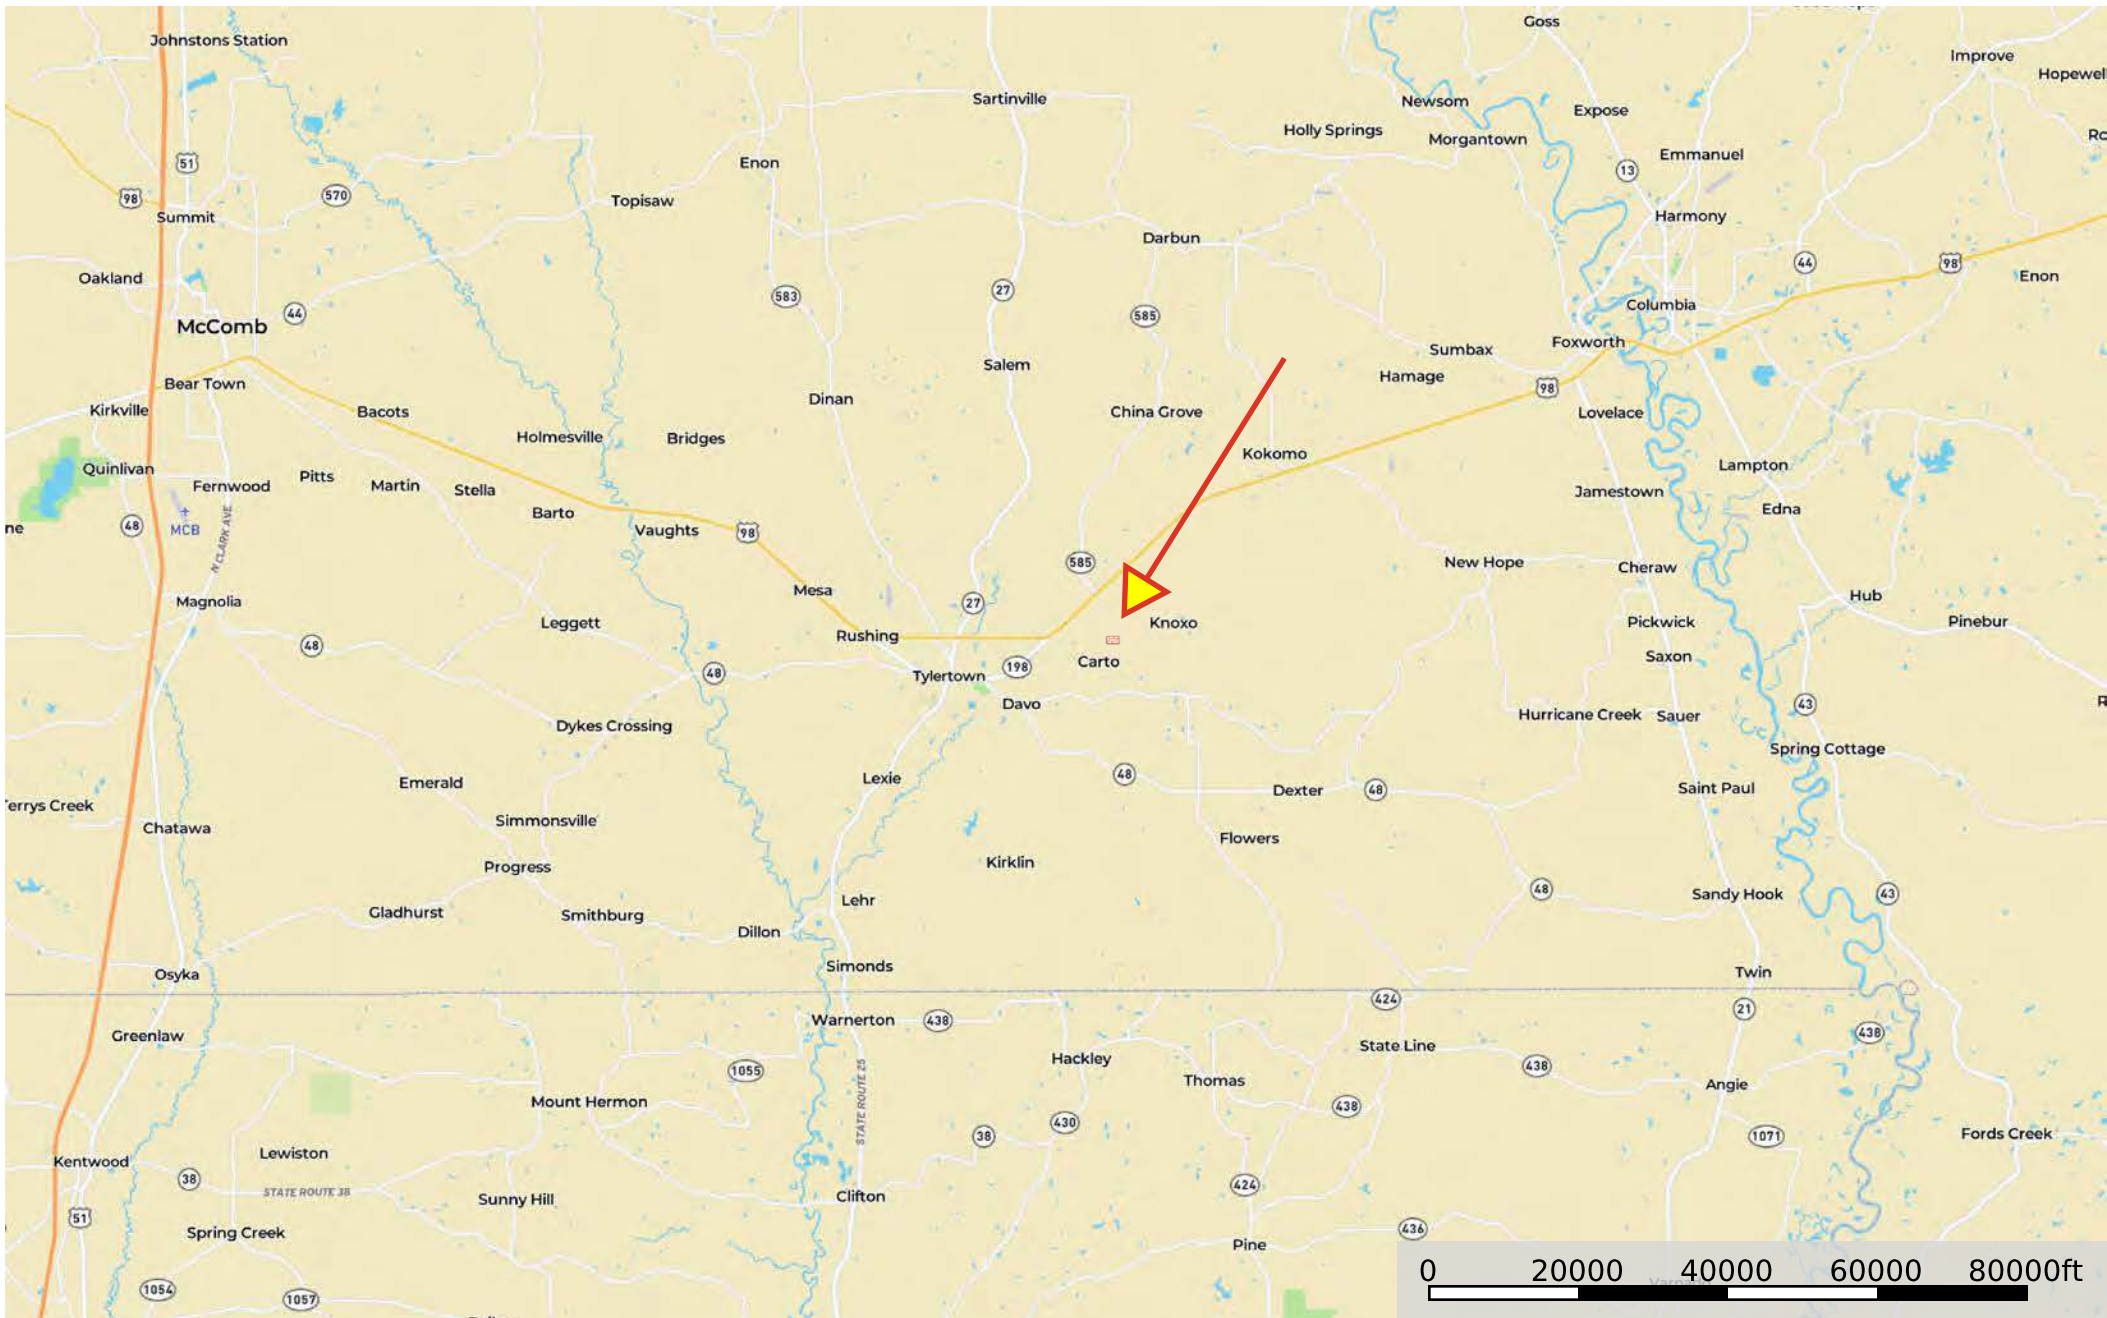 Goss
Johnstons Station
Improve
Hopewel
Sartinville
Newsom
Expose
Holly Springs
Morgantown
Emmanuel
51
Enon
13
98
570
Topisaw
Summit
Harmony
Darbun
44
98
Oakland
583
27
Enon
44
585
Columbia
McComb
Foxworth
Sumbax
Salem
Hamage
Bear Town
98
Dinan
Kirkville
Bacots
China Grove
Lovelace
Holmesville
Bridges
Kokomo
Quinlivan
Lampton
Fernwood
Pitts
Martin
Stella
Jamestown
Barto
Edna
ne
48
MCB
N CLARK AVE
Vaughts
98
585
New Hope
Cheraw
Mesa
Hub
Magnolia
27
Leggett
Knoxo
Pickwick
Pinebur
Rushing
48
Carto
Saxon
198
48
Tylertown
Davo
43
R
Hurricane Creek
Sauer
Dykes Crossing
Spring Cottage
Lexie
48
Emerald
Dexter
48
Saint Paul
Terrys Creek
Simmonsville
Chatawa
Flowers
Progress
Kirklin
48
Sandy Hook
43
Lehr
Gladhurst
Smithburg
Dillon
Simonds
Osyka
Twin
424
21
Warnerton
438
438
Greenlaw
State Line
Hackley
438
1055
Thomas
Angie
Mount Hermon
438
STATE ROUTE 25
430
38
1071
Fords Creek
Lewiston
Kentwood
38
424
STATE ROUTE 38
Sunny Hill
Clifton
51
436
Spring Creek
Pine
0 20000 40000 60000 80000ft
1054
1057